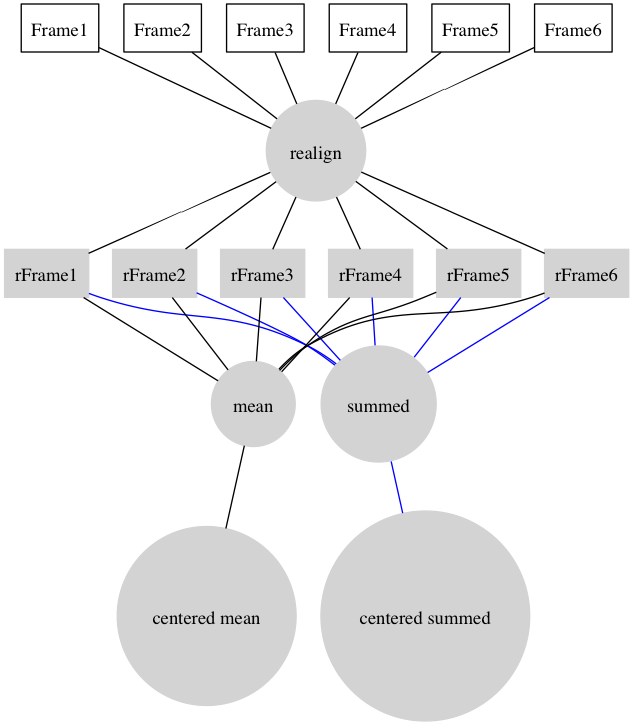 Frame1
Frame2
Frame3
Frame4
Frame5
Frame6
realign
rFrame1
rFrame2
rFrame3
rFrame4
rFrame5
rFrame6
mean
summed
centered mean
centered summed